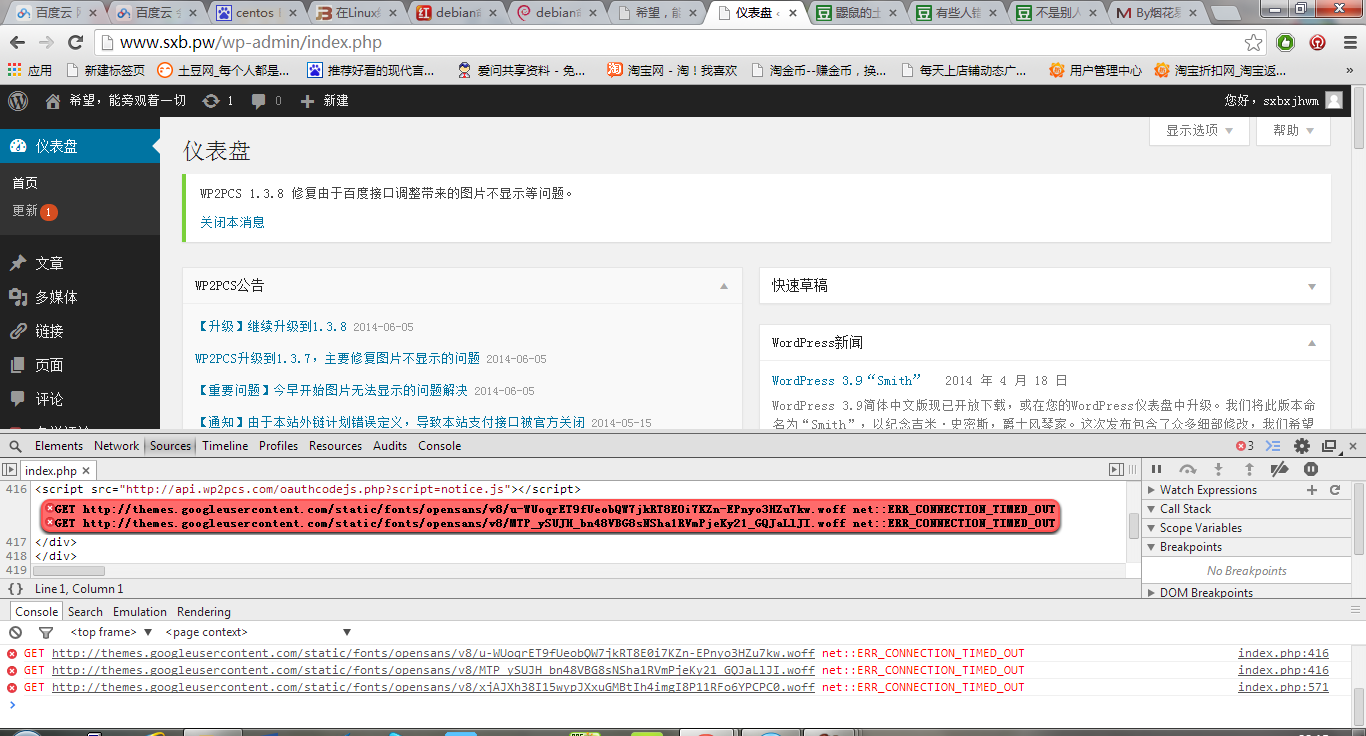 百度云 百度云 centos 在Linux debian debian 希望，能 仪表盘 豆 鼹鼠的土 豆 有些人错 豆 不是别人 By烟花易
www.sxb.pw/wp-admin/index.php
应用 新建标签页 土豆网_每个人都是... 推荐好看的现代言... 爱问共享资料 - 免... 淘宝网 - 淘！我喜欢 淘金币--赚金币，换... 每天上店铺动态广... 用户管理中心 淘宝折扣网_淘宝返... »
希望，能旁观着一切 1 0 新建 您好，sxbxjhwm
仪表盘
首页
更新 1
文章
多媒体
链接
页面
评论
显示选项 帮助
仪表盘
WP2PCS 1.3.8 修复由于百度接口调整带来的图片不显示等问题。
关闭本消息
WP2PCS公告
【升级】继续升级到1.3.8 2014-06-05
WP2PCS升级到1.3.7，主要修复图片不显示的问题 2014-06-05
【重要问题】今早开始图片无法显示的问题解决 2014-06-05
【通知】由于本站外链计划错误定义，导致本站支付接口被官方关闭 2014-05-15
快速草稿
WordPress新闻
WordPress 3.9“Smith” 2014 年 4 月 18 日
WordPress 3.9简体中文版现已开放下载，或在您的WordPress仪表盘中升级。我们将此版本命
名为“Smith”，以纪念吉米·史密斯，爵士风琴家。这次发布包含了众多细部修改，我们希望
Elements Network Sources Timeline Profiles Resources Audits Console 3
index.php
416 <script src="http://api.wp2pcs.com/oauthcodejs.php?script=notice.js"></script>
GET http://themes.googleusercontent.com/static/fonts/opensans/v8/u-WUoqrET9fUeobQW7jkRT8E0i7KZn-EPnyo3HZu7kw.woff net::ERR_CONNECTION_TIMED_OUT
GET http://themes.googleusercontent.com/static/fonts/opensans/v8/MTP_ySUJH_bn48VBG8sNSha1RVmPjeKy21_GQJaLlJI.woff net::ERR_CONNECTION_TIMED_OUT
417 </div>
418 </div>
419
{} Line 1, Column 1
Watch Expressions
Call Stack
Scope Variables
Breakpoints
No Breakpoints
DOM Breakpoints
Console Search Emulation Rendering
<top frame> <page context>
GET http://themes.googleusercontent.com/static/fonts/opensans/v8/u-WUoqrET9fUeobQW7jkRT8E0i7KZn-EPnyo3HZu7kw.woff net::ERR_CONNECTION_TIMED_OUT index.php:416
GET http://themes.googleusercontent.com/static/fonts/opensans/v8/MTP_ySUJH_bn48VBG8sNSha1RVmPjeKy21_GQJaLlJI.woff net::ERR_CONNECTION_TIMED_OUT index.php:416
GET http://themes.googleusercontent.com/static/fonts/opensans/v8/xjAJXh38I15wypJXxuGMBtIh4imgI8P11RFo6YPCPC0.woff net::ERR_CONNECTION_TIMED_OUT index.php:571